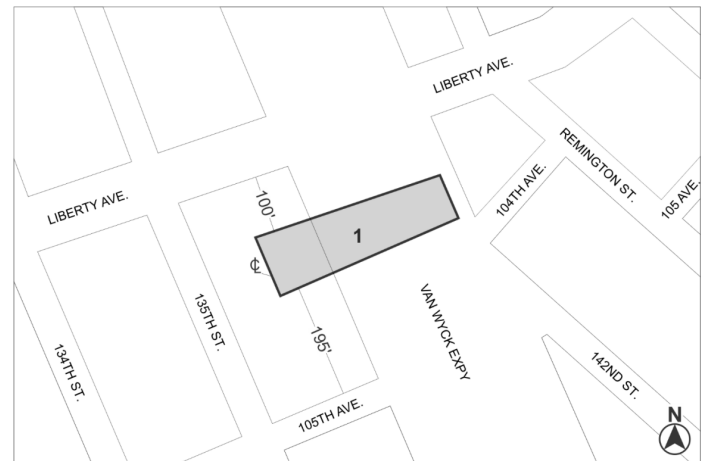 LIBERTY AVE.
REMINGTON ST.
104TH AVE.
105 AVE.
LIBERTY AVE.
100'
1
℄
135TH ST.
195'
VAN WYCK EXPY
134TH ST.
142ND ST.
105TH AVE.
N